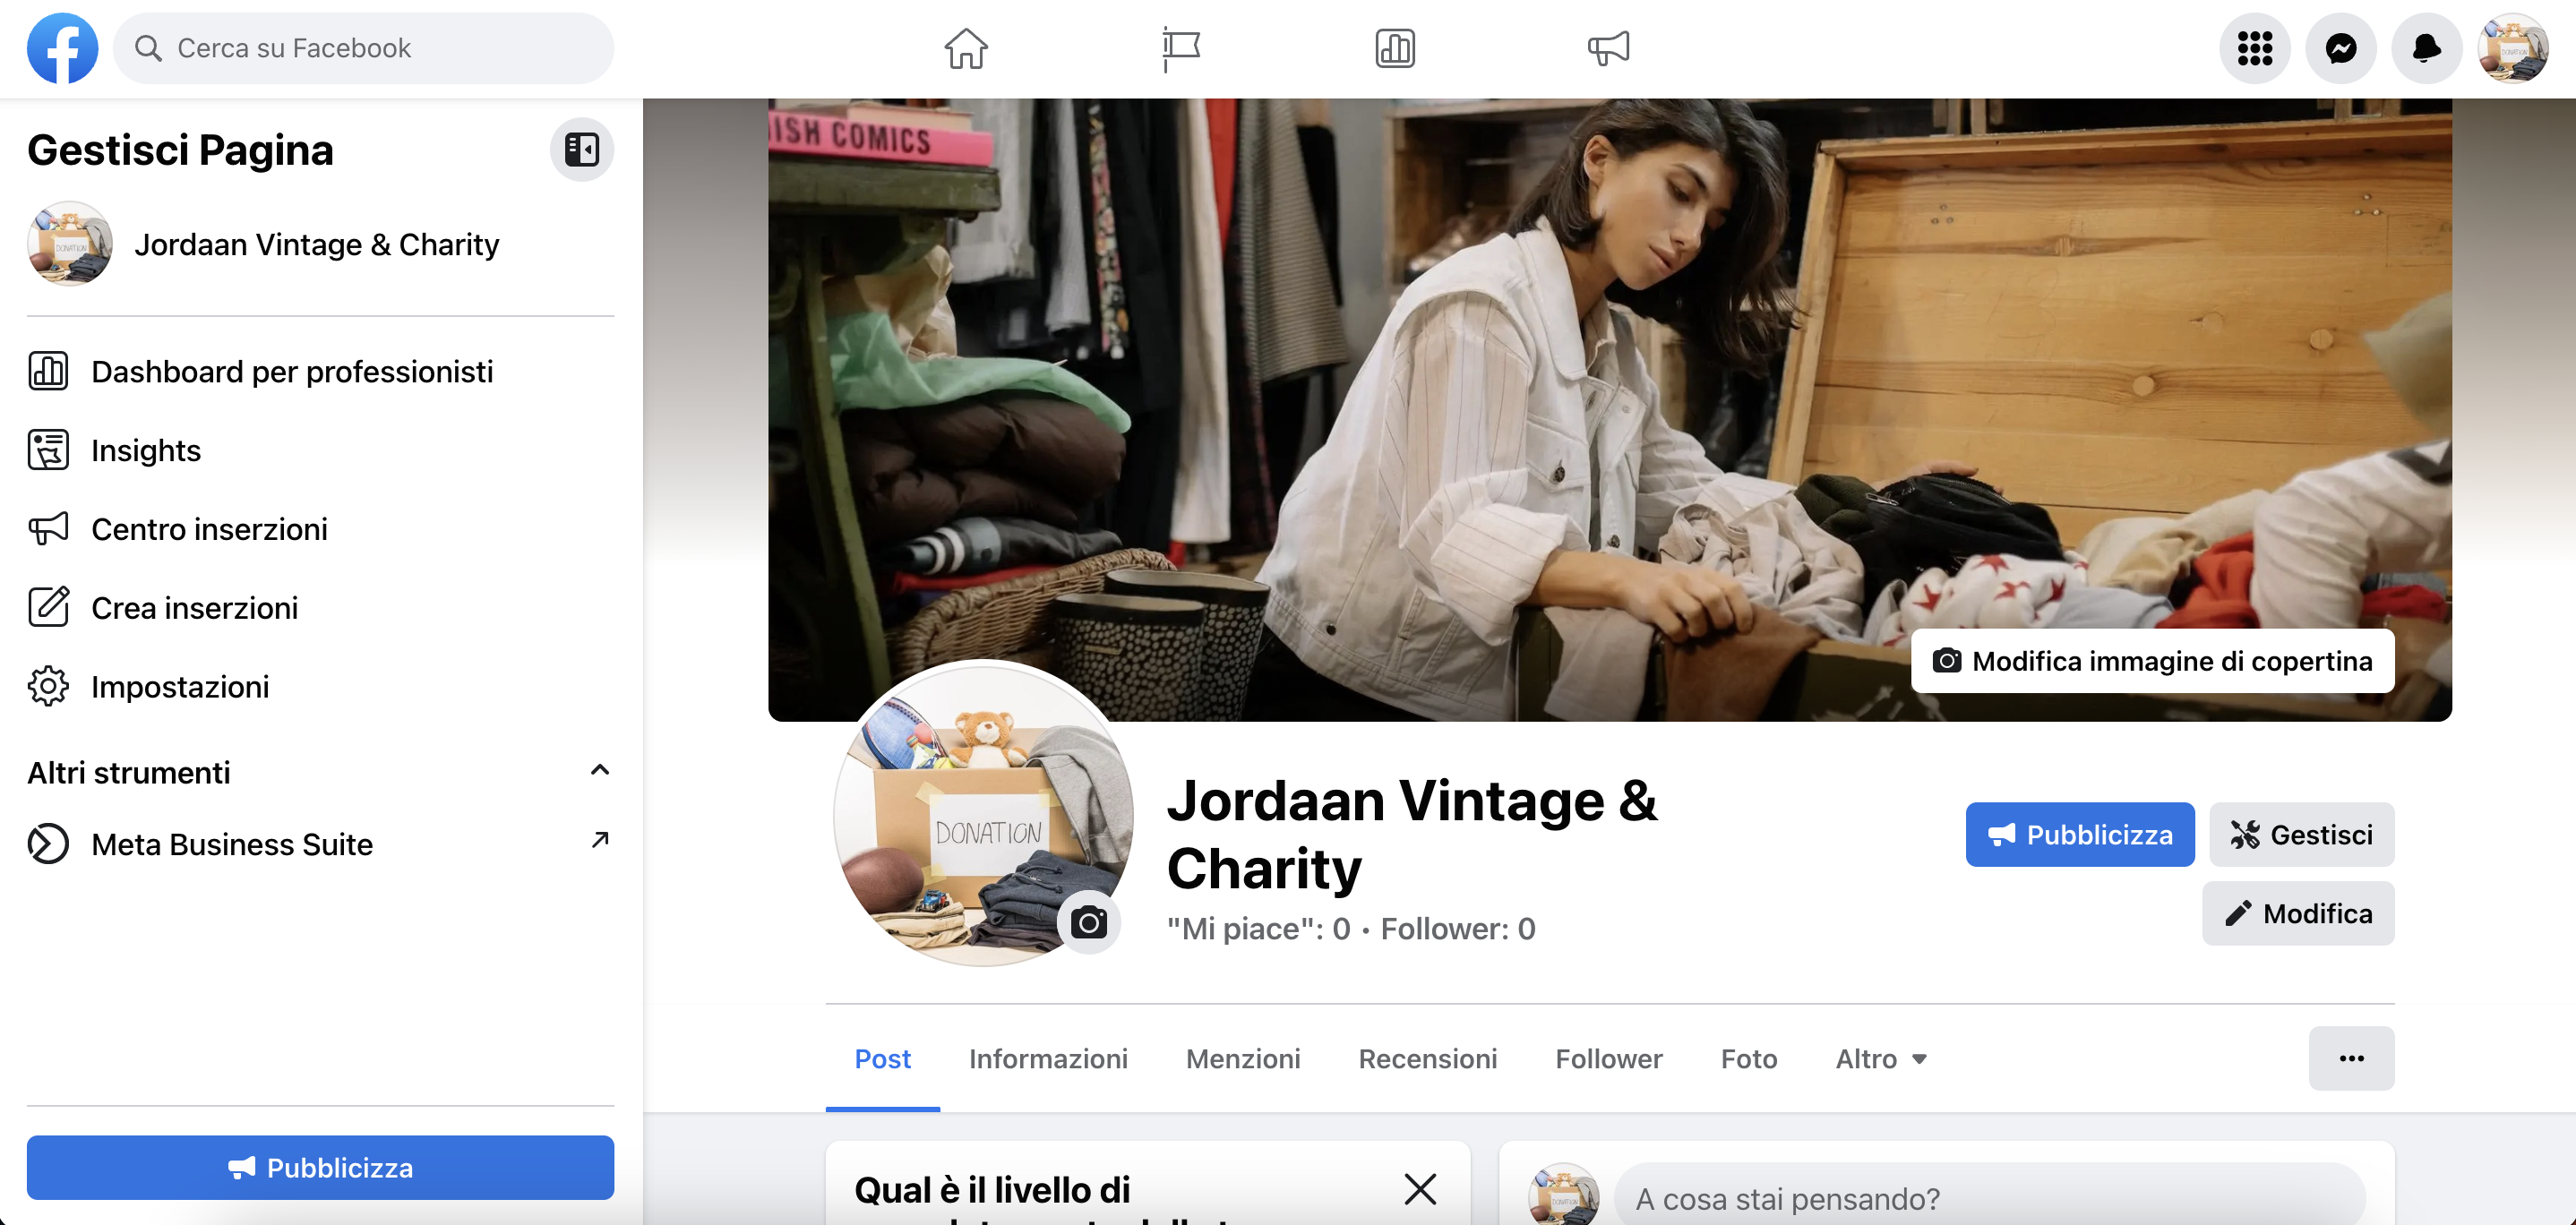 Cerca su Facebook
Gestisci Pagina
Jordaan Vintage & Charity
Dashboard per professionisti
Insights
Centro inserzioni
Crea inserzioni
Impostazioni
Altri strumenti
Meta Business Suite
Pubblicizza
ISH COMICS
Modifica immagine di copertina
DONATION
Jordaan Vintage &
Charity
"Mi piace": 0 • Follower: 0
Pubblicizza
Gestisci
Modifica
Post Informazioni Menzioni Recensioni Follower Foto Altro
Qual è il livello di
A cosa stai pensando?